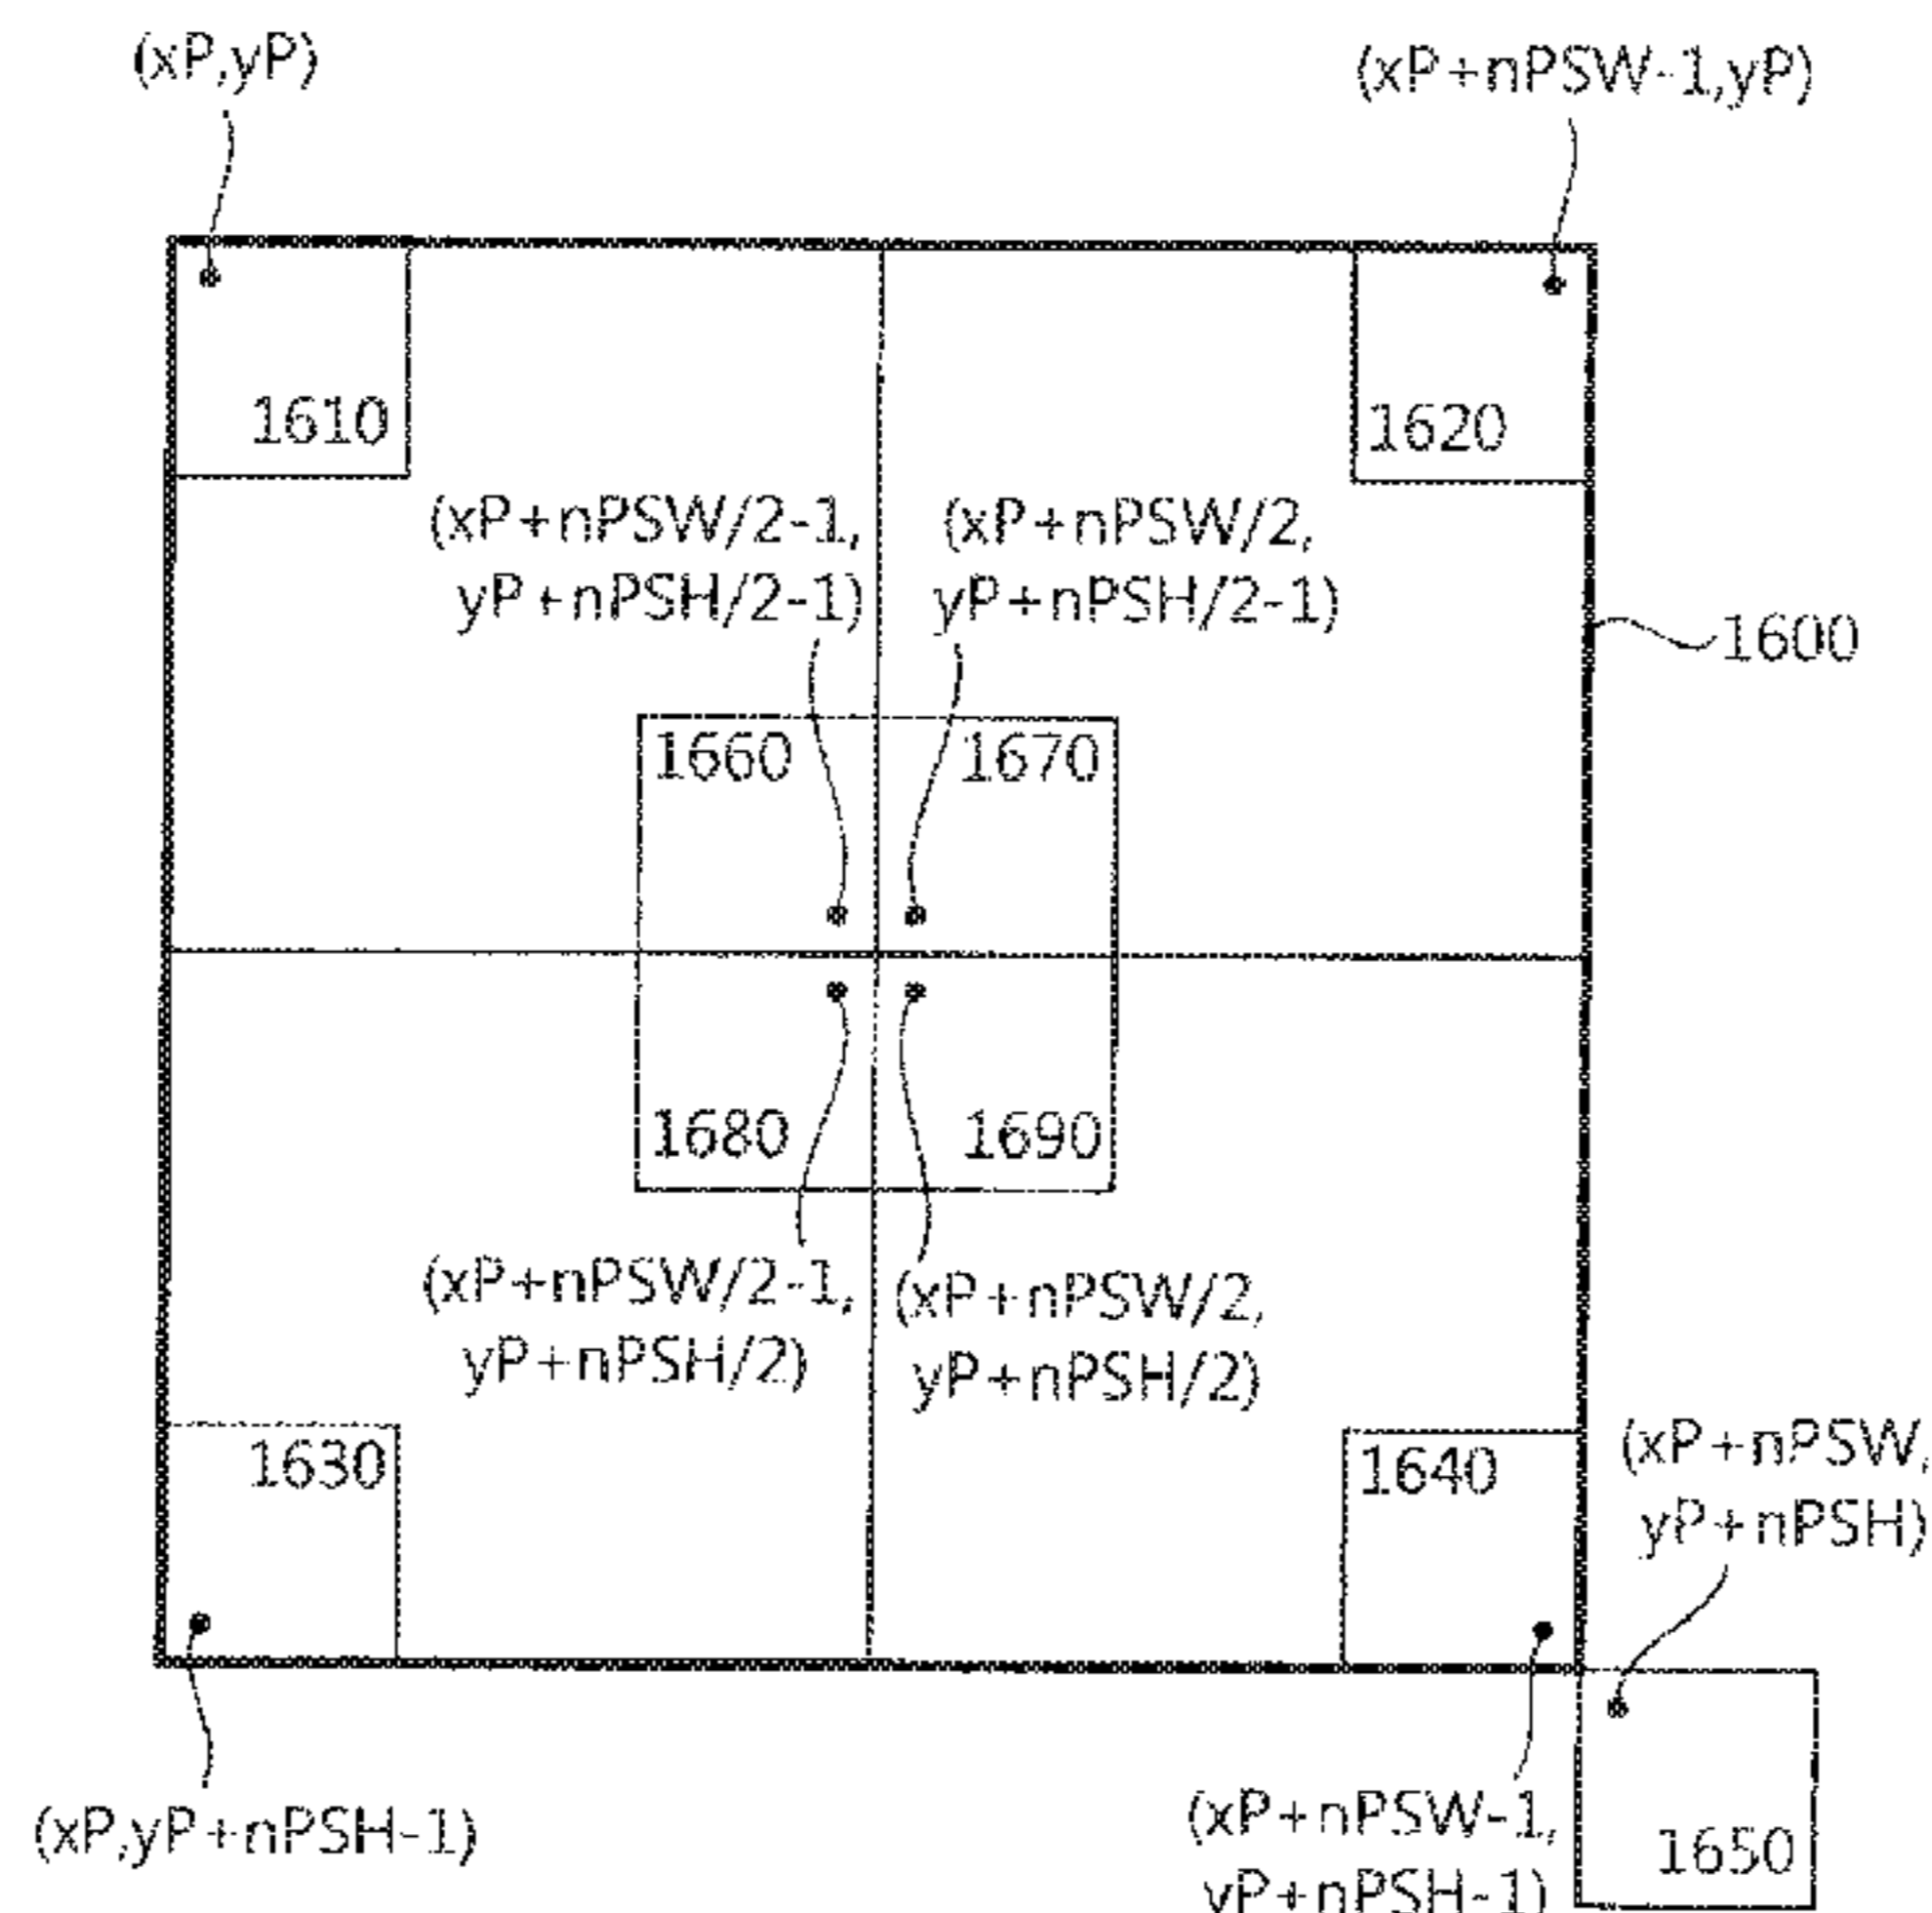 (xP,yP)
(xP+nPSW-1,yP)
1610
1620
(xP+nPSW/2-1,
yP+nPSH/2-1)
(xP+nPSW/2,
yP+nPSH/2-1)
1600
1660
1670
1680
1690
(xP+nPSW/2-1,
yP+nPSH/2)
(xP+nPSW/2,
yP+nPSH/2)
1630
1640
(xP+nPSW,
yP+nPSH)
(xP,yP+nPSH-1)
(xP+nPSW-1,
yP+nPSH-1)
1650